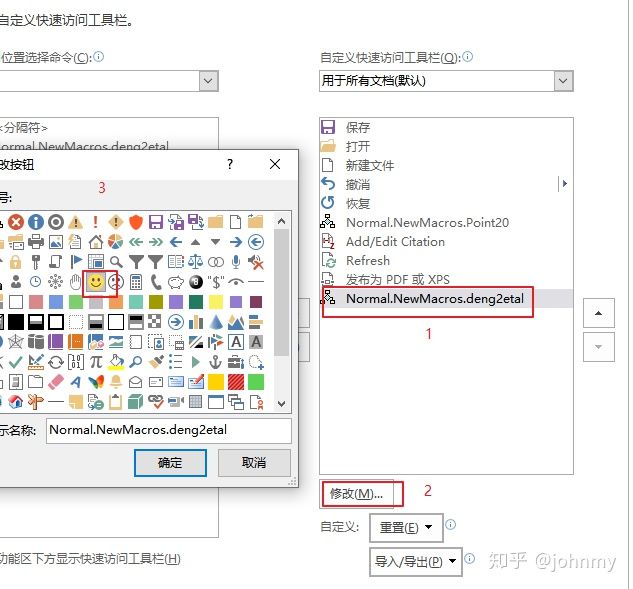 自定义快速访问工具栏。
位置选择命令(C):
自定义快速访问工具栏(Q):
用于所有文档(默认)
<分隔符>
Normal.NewMacros.deng2etal
改按钮
?
3
号:
保存
打开
新建文件
撤消
恢复
Normal.NewMacros.Point20
Add/Edit Citation
Refresh
发布为 PDF 或 XPS
Normal.NewMacros.deng2etal
1
示名称:
Normal.NewMacros.deng2etal
确定
取消
修改(M)...
2
自定义:
重置(E)
导入/导出(P)
功能区下方显示快速访问工具栏(H)
知乎 @johnmy